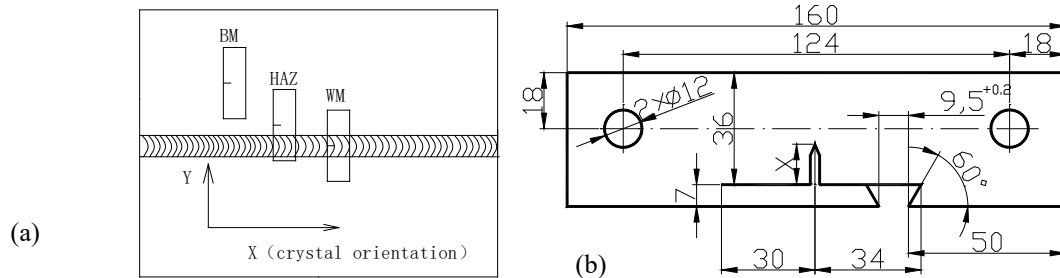 BM
HAZ
WM
Y
X (crystal orientation)
(a)
160
124
18
18
2×ø12
36
9,5+0.2
X
60°
7
30
34
50
(b)